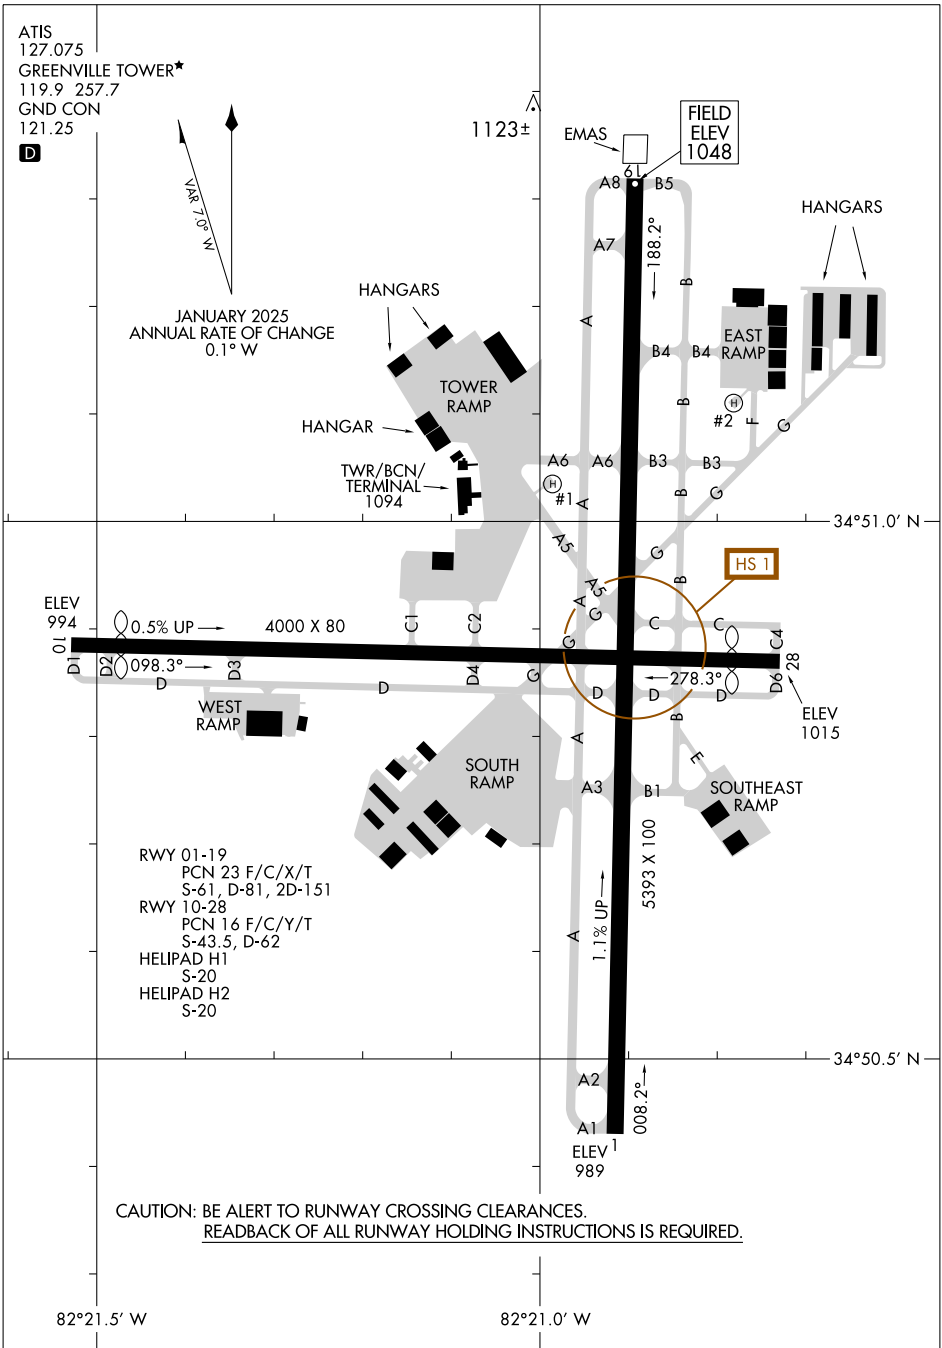 ATIS
127.075
GREENVILLE TOWER★
119.9 257.7
GND CON
121.25
D
VAR 7.0° W
JANUARY 2025
ANNUAL RATE OF CHANGE
0.1° W
1123±
EMAS
FIELD
ELEV
1048
19
A8
B5
A7
188.2°
B
HANGARS
HANGARS
A
EAST
RAMP
B4
B4
TOWER
RAMP
B
H
#2
F
G
HANGAR
A6
A6
B3
B3
TWR/BCN/
TERMINAL
1094
H
#1
A
B
G
34°51.0' N
A5
G
HS 1
A5
B
A
G
ELEV
994
10
0.5% UP
4000 X 80
C1
C2
C
C
C4
28
G
D1
D2
098.3°
D3
D4
G
278.3°
D6
D
D
D
D
D
ELEV
1015
WEST
RAMP
B
A
E
SOUTH
RAMP
A3
B1
SOUTHEAST
RAMP
5393 X 100
RWY 01-19
PCN 23 F/C/X/T
S-61, D-81, 2D-151
RWY 10-28
PCN 16 F/C/Y/T
S-43.5, D-62
HELIPAD H1
S-20
HELIPAD H2
S-20
1.1% UP
A
34°50.5' N
A2
008.2°
A1
1
ELEV
989
CAUTION: BE ALERT TO RUNWAY CROSSING CLEARANCES.
READBACK OF ALL RUNWAY HOLDING INSTRUCTIONS IS REQUIRED.
82°21.5' W
82°21.0' W